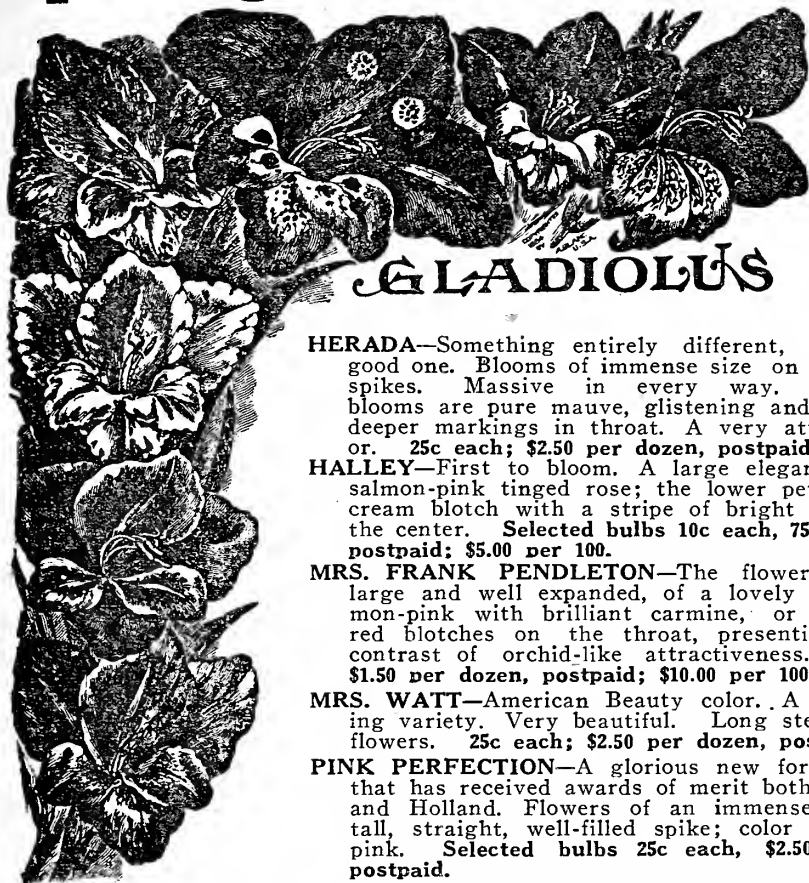 GLADIOLUS
HERADA—Something entirely different,
good one. Blooms of immense size on
spikes. Massive in every way.
blooms are pure mauve, glistening and
deeper markings in throat. A very at
or. 25c each; $2.50 per dozen, postpaid
HALLEY—First to bloom. A large elegan
salmon-pink tinged rose; the lower pe
cream blotch with a stripe of bright
the center. Selected bulbs 10c each, 75
postpaid; $5.00 per 100.
MRS. FRANK PENDLETON—The flower
large and well expanded, of a lovely
mon-pink with brilliant carmine, or
red blotches on the throat, presenti
contrast of orchid-like attractiveness.
$1.50 per dozen, postpaid; $10.00 per 100
MRS. WATT—American Beauty color. A
ing variety. Very beautiful. Long ste
flowers. 25c each; $2.50 per dozen, pos
PINK PERFECTION—A glorious new for
that has received awards of merit both
and Holland. Flowers of an immense
tall, straight, well-filled spike; color
pink. Selected bulbs 25c each, $2.50
postpaid.